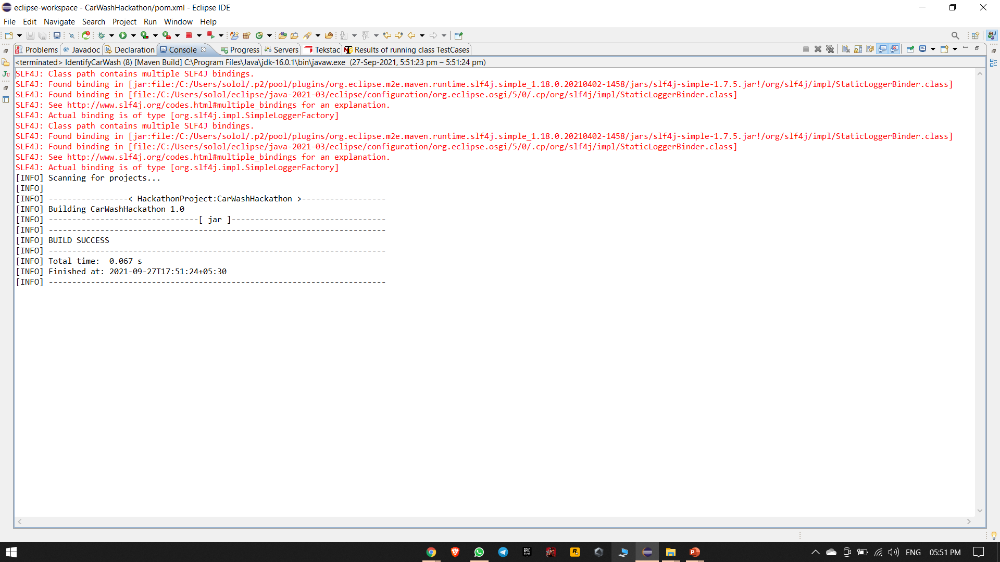 eclipse-workspace - CarWashHackathon/pom.xml - Eclipse IDE
File Edit Navigate Search Project Run Window Help
Problems @ Javadoc Declaration Console Progress Servers Tekstac Results of running class TestCases
<terminated> IdentifyCarWash (8) [Maven Build] C:\Program Files\Java\jdk-16.0.1\bin\javaw.exe (27-Sep-2021, 5:51:23 pm – 5:51:24 pm)
SLF4J: Class path contains multiple SLF4J bindings.
SLF4J: Found binding in [jar:file:/C:/Users/solol/.p2/pool/plugins/org.eclipse.m2e.maven.runtime.slf4j.simple_1.18.0.20210402-1458/jars/slf4j-simple-1.7.5.jar!/org/slf4j/impl/StaticLoggerBinder.class]
SLF4J: Found binding in [file:/C:/Users/solol/eclipse/java-2021-03/eclipse/configuration/org.eclipse.osgi/5/0/.cp/org/slf4j/impl/StaticLoggerBinder.class]
SLF4J: See http://www.slf4j.org/codes.html#multiple_bindings for an explanation.
SLF4J: Actual binding is of type [org.slf4j.impl.SimpleLoggerFactory]
SLF4J: Class path contains multiple SLF4J bindings.
SLF4J: Found binding in [jar:file:/C:/Users/solol/.p2/pool/plugins/org.eclipse.m2e.maven.runtime.slf4j.simple_1.18.0.20210402-1458/jars/slf4j-simple-1.7.5.jar!/org/slf4j/impl/StaticLoggerBinder.class]
SLF4J: Found binding in [file:/C:/Users/solol/eclipse/java-2021-03/eclipse/configuration/org.eclipse.osgi/5/0/.cp/org/slf4j/impl/StaticLoggerBinder.class]
SLF4J: See http://www.slf4j.org/codes.html#multiple_bindings for an explanation.
SLF4J: Actual binding is of type [org.slf4j.impl.SimpleLoggerFactory]
[INFO] Scanning for projects...
[INFO]
[INFO] -----------------< HackathonProject:CarWashHackathon >------------------
[INFO] Building CarWashHackathon 1.0
[INFO] --------------------------------[ jar ]---------------------------------
[INFO] ------------------------------------------------------------------------
[INFO] BUILD SUCCESS
[INFO] ------------------------------------------------------------------------
[INFO] Total time:  0.067 s
[INFO] Finished at: 2021-09-27T17:51:24+05:30
[INFO] ------------------------------------------------------------------------
ENG 05:51 PM